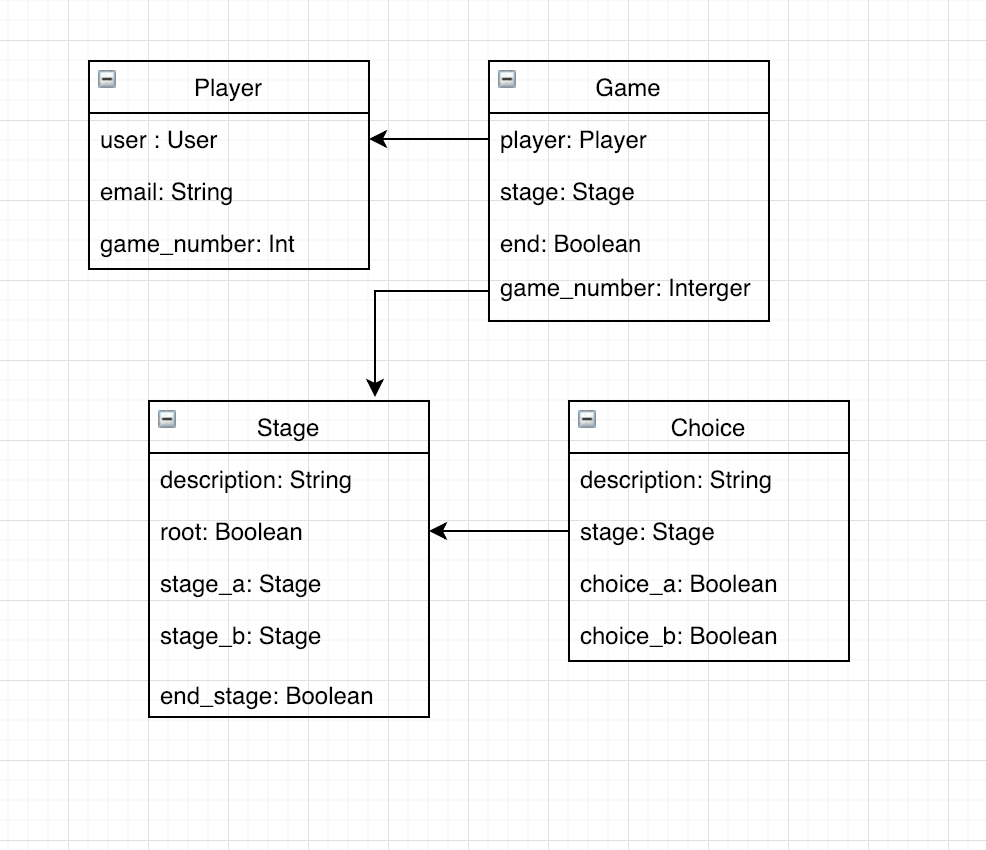 Player
user : User
email: String
game_number: Int
Game
player: Player
stage: Stage
end: Boolean
game_number: Interger
Stage
description: String
root: Boolean
stage_a: Stage
stage_b: Stage
end_stage: Boolean
Choice
description: String
stage: Stage
choice_a: Boolean
choice_b: Boolean